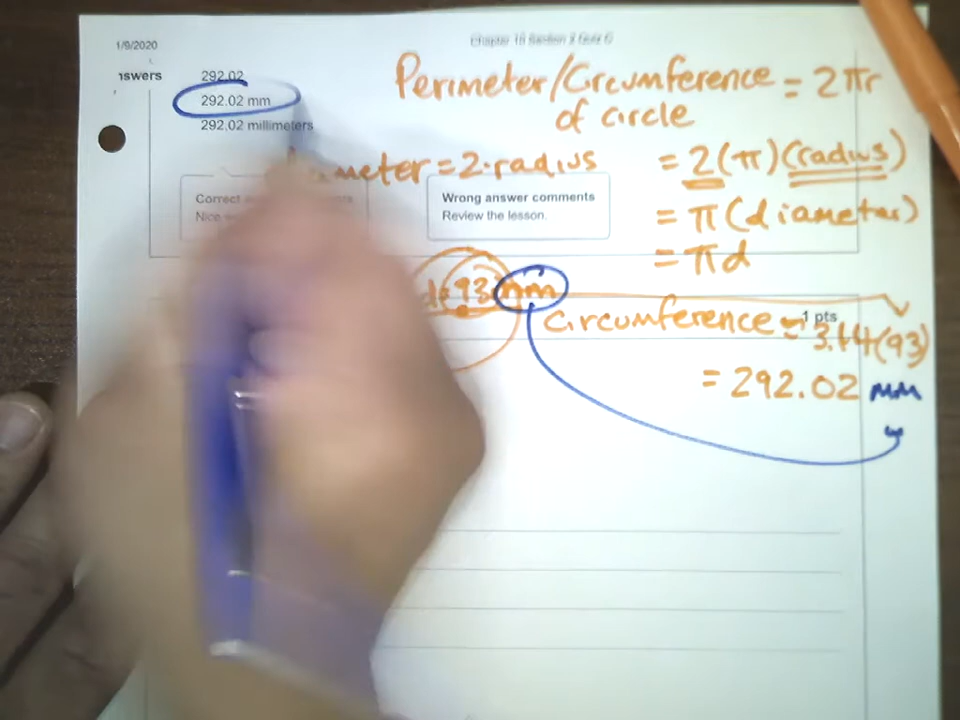 1/9/2020
Chapter 10 Section 2 Quiz C
swers
292.02
292.02 mm
292.02 millimeters
Perimeter/Circumference = 2πr
of circle
meter = 2·radius
= 2(π)(radius)
Correct
Nice
Wrong answer comments
Review the lesson.
= π(diameter)
= πd
d= 93 mm
1 pts
Circumference = 3.14(93)
= 292.02 mm